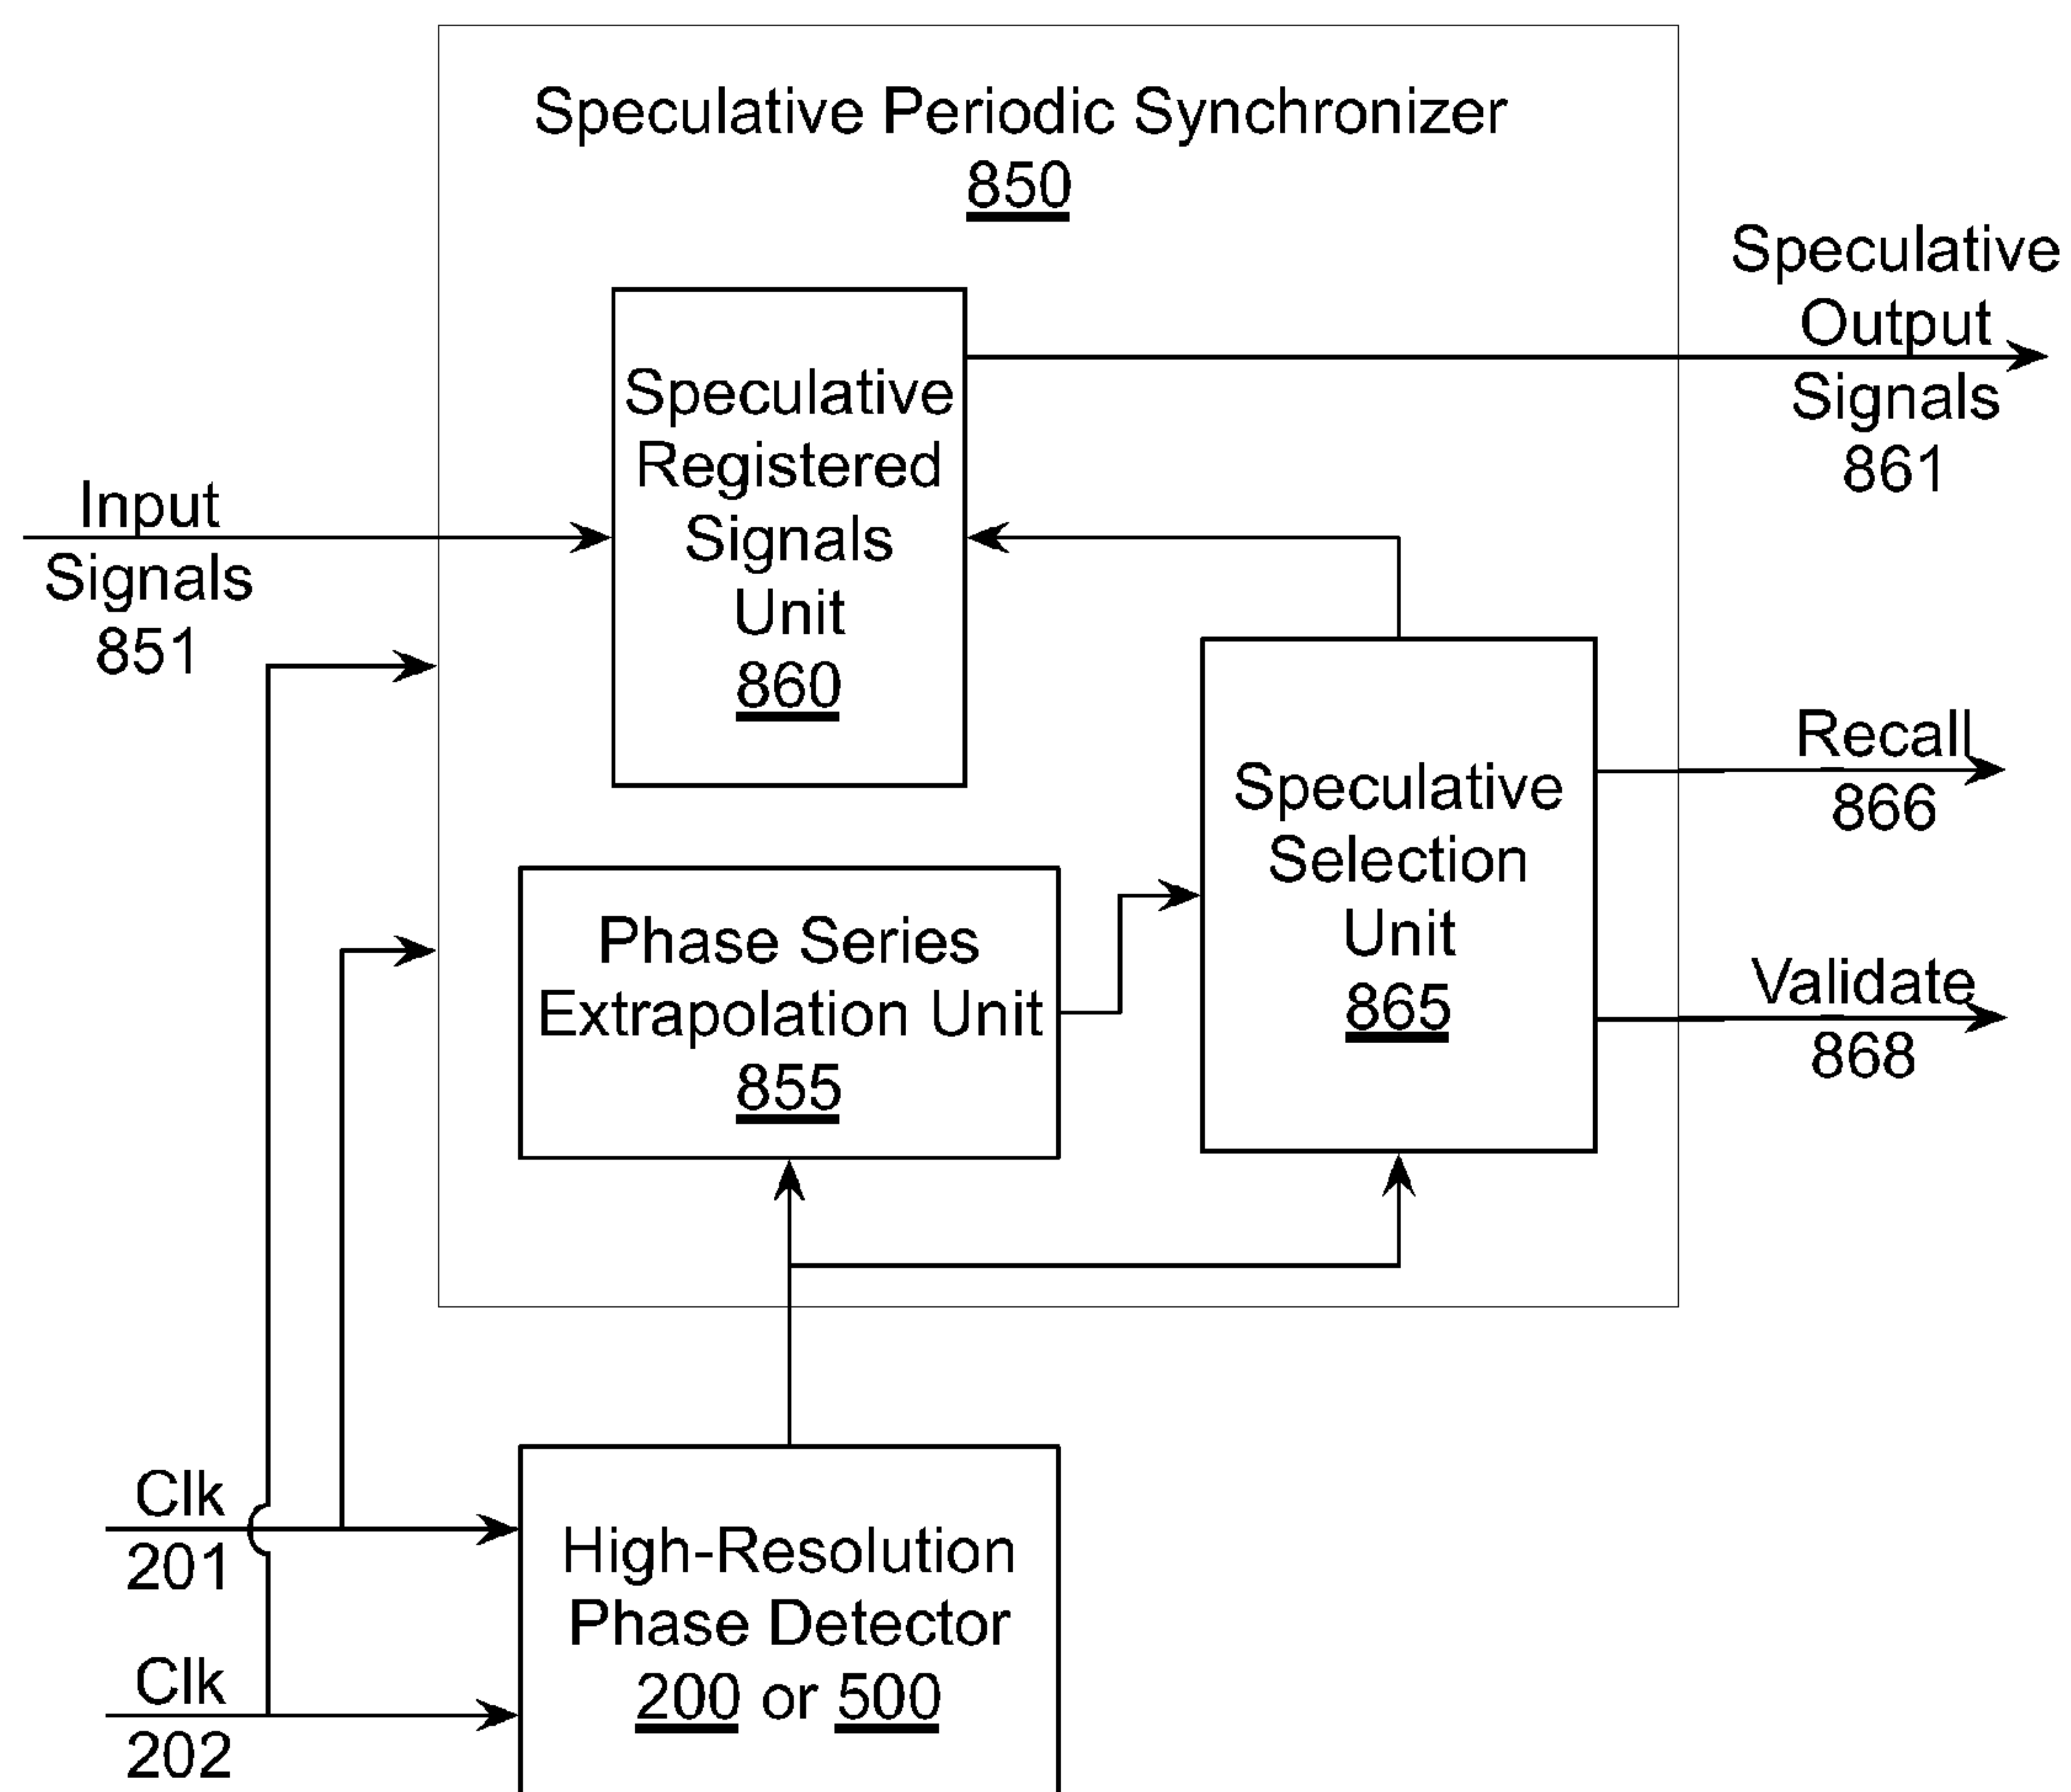 Speculative Periodic Synchronizer
850
Speculative
Output
Signals
861
Speculative
Registered
Signals
Unit
860
Input
Signals
851
Recall
866
Speculative
Selection
Unit
865
Phase Series
Extrapolation Unit
855
Validate
868
Clk
201
High-Resolution
Phase Detector
200 or 500
Clk
202